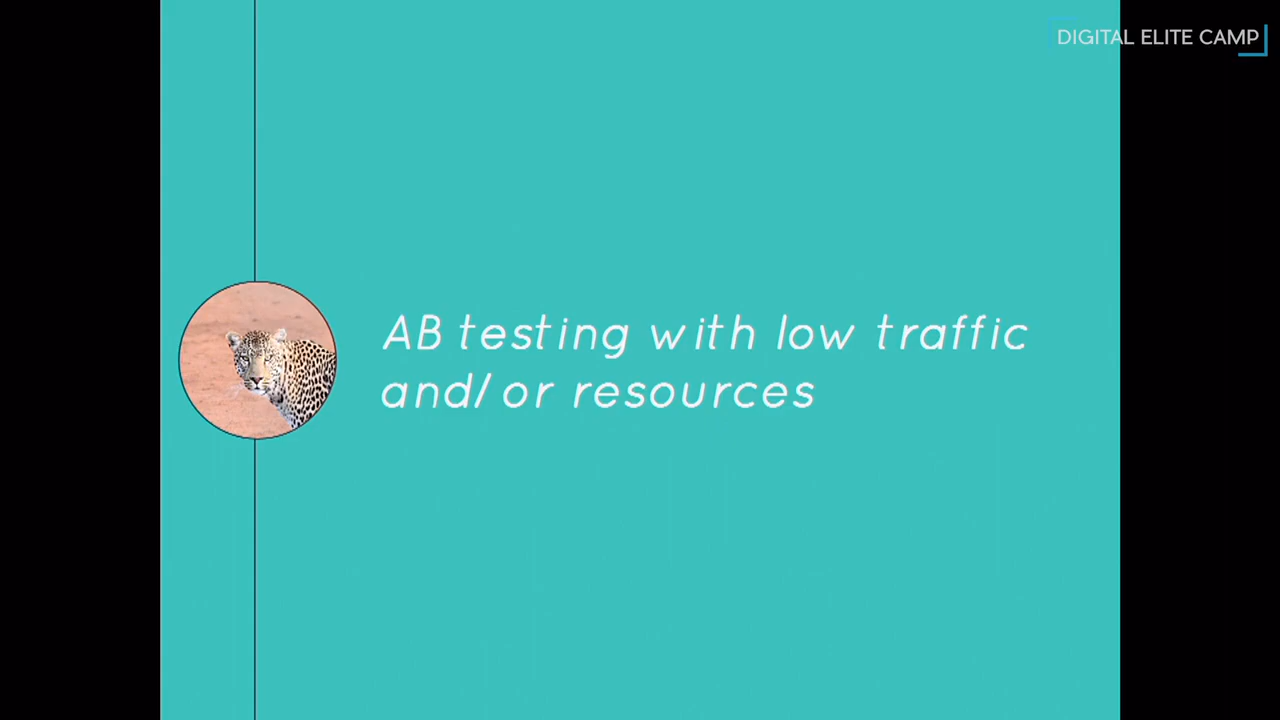 DIGITAL ELITE CAMP
AB testing with low traffic
and/or resources